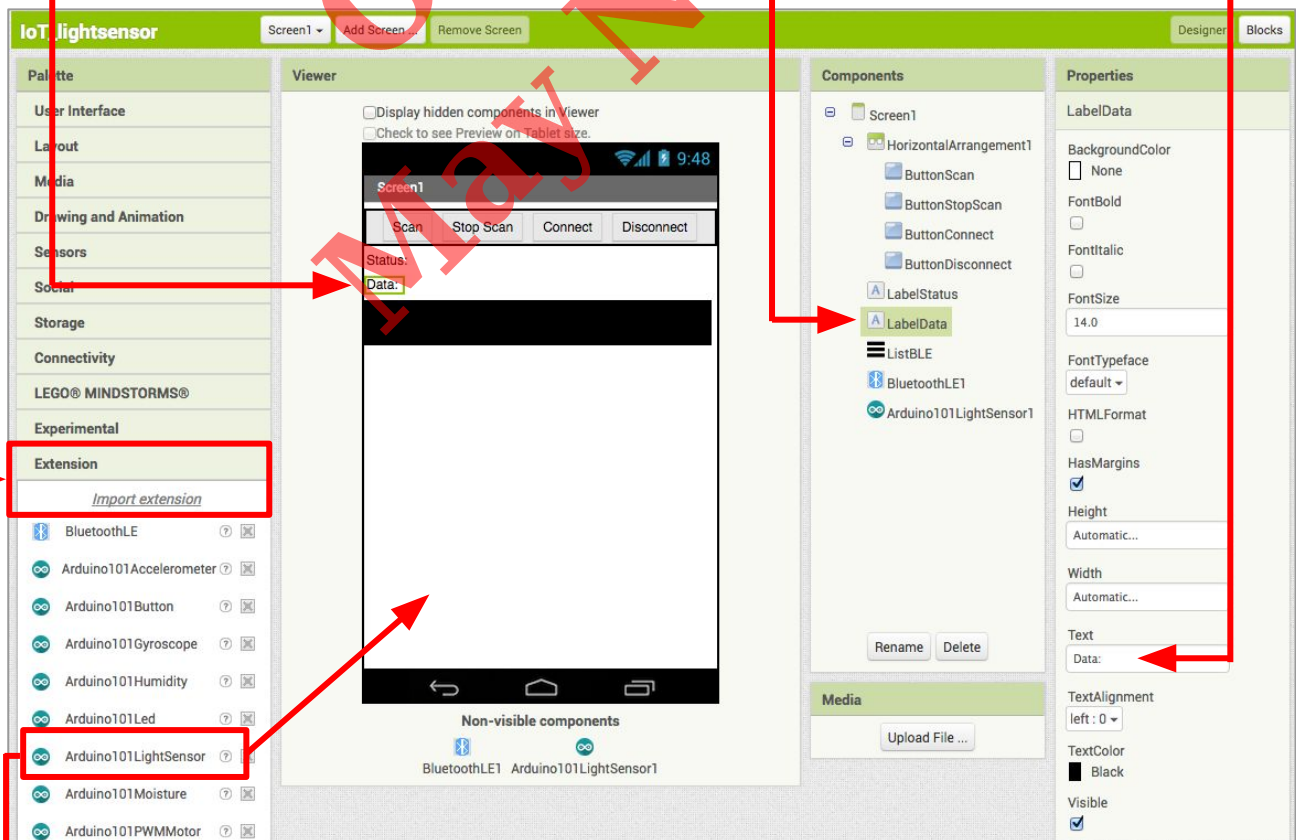 IoT_lightsensor
Screen1
Add Screen ...
Remove Screen
Designer
Blocks
Palette
User Interface
Layout
Media
Drawing and Animation
Sensors
Social
Storage
Connectivity
LEGO® MINDSTORMS®
Experimental
Extension
Import extension
BluetoothLE
Arduino101Accelerometer
Arduino101Button
Arduino101Gyroscope
Arduino101Humidity
Arduino101Led
Arduino101LightSensor
Arduino101Moisture
Arduino101PWMMotor
Viewer
Display hidden components in Viewer
Check to see Preview on Tablet size.
9:48
Screen1
Scan Stop Scan Connect Disconnect
Status:
Data:
Non-visible components
BluetoothLE1 Arduino101LightSensor1
Components
Screen1
HorizontalArrangement1
ButtonScan
ButtonStopScan
ButtonConnect
ButtonDisconnect
LabelStatus
LabelData
ListBLE
BluetoothLE1
Arduino101LightSensor1
Rename Delete
Media
Upload File ...
Properties
LabelData
BackgroundColor
None
FontBold
FontItalic
FontSize
14.0
FontTypeface
default
HTMLFormat
HasMargins
Height
Automatic...
Width
Automatic...
Text
Data:
TextAlignment
left : 0
TextColor
Black
Visible
May